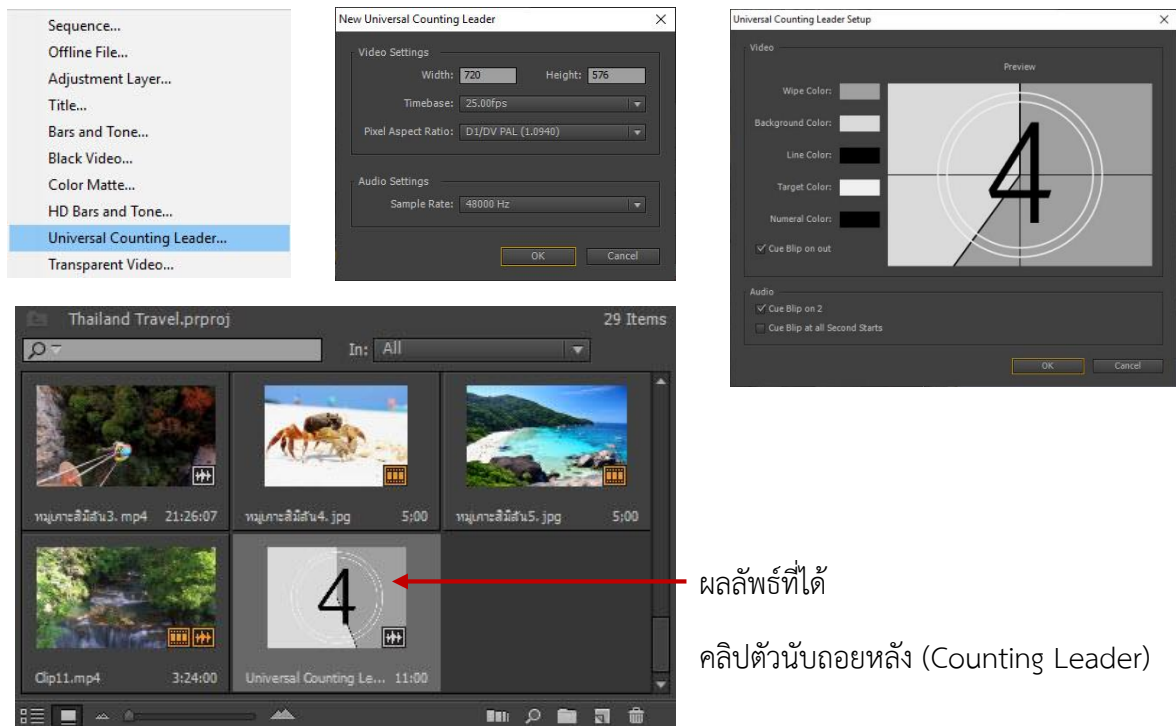 Sequence...
Offline File...
Adjustment Layer...
Title...
Bars and Tone...
Black Video...
Color Matte...
HD Bars and Tone...
Universal Counting Leader...
Transparent Video...
New Universal Counting Leader
Video Settings
Width: 720 Height: 576
Timebase: 25.00fps
Pixel Aspect Ratio: D1/DV PAL (1.0940)
Audio Settings
Sample Rate: 48000 Hz
OK Cancel
Universal Counting Leader Setup
Video
Preview
Wipe Color:
Background Color:
Line Color:
Target Color:
Numeral Color:
Cue Blip on out
4
Audio
Cue Blip on 2
Cue Blip at all Second Starts
OK Cancel
Thailand Travel.prproj 29 Items
In: All
หมู่เกาะสิมิลัน3.mp4 21:26:07
หมู่เกาะสิมิลัน4.jpg 5;00
หมู่เกาะสิมิลัน5.jpg 5;00
4
Clip11.mp4 3:24:00
Universal Counting Le... 11:00
ผลลัพธ์ที่ได้
คลิปตัวนับถอยหลัง (Counting Leader)